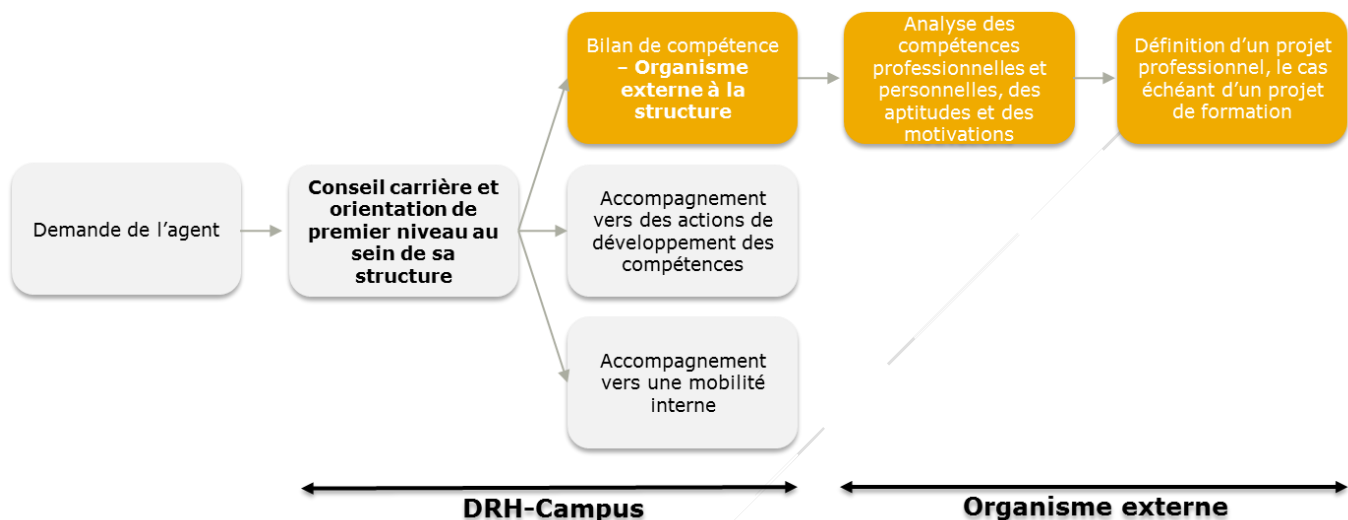 Demande de l'agent
Conseil carrière et
orientation de
premier niveau au
sein de sa
structure
Bilan de compétence
– Organisme
externe à la
structure
Analyse des
compétences
professionnelles et
personnelles, des
aptitudes et des
motivations
Définition d'un projet
professionnel, le cas
échéant d'un projet
de formation
Accompagnement
vers des actions de
développement des
compétences
Accompagnement
vers une mobilité
interne
DRH-Campus
Organisme externe